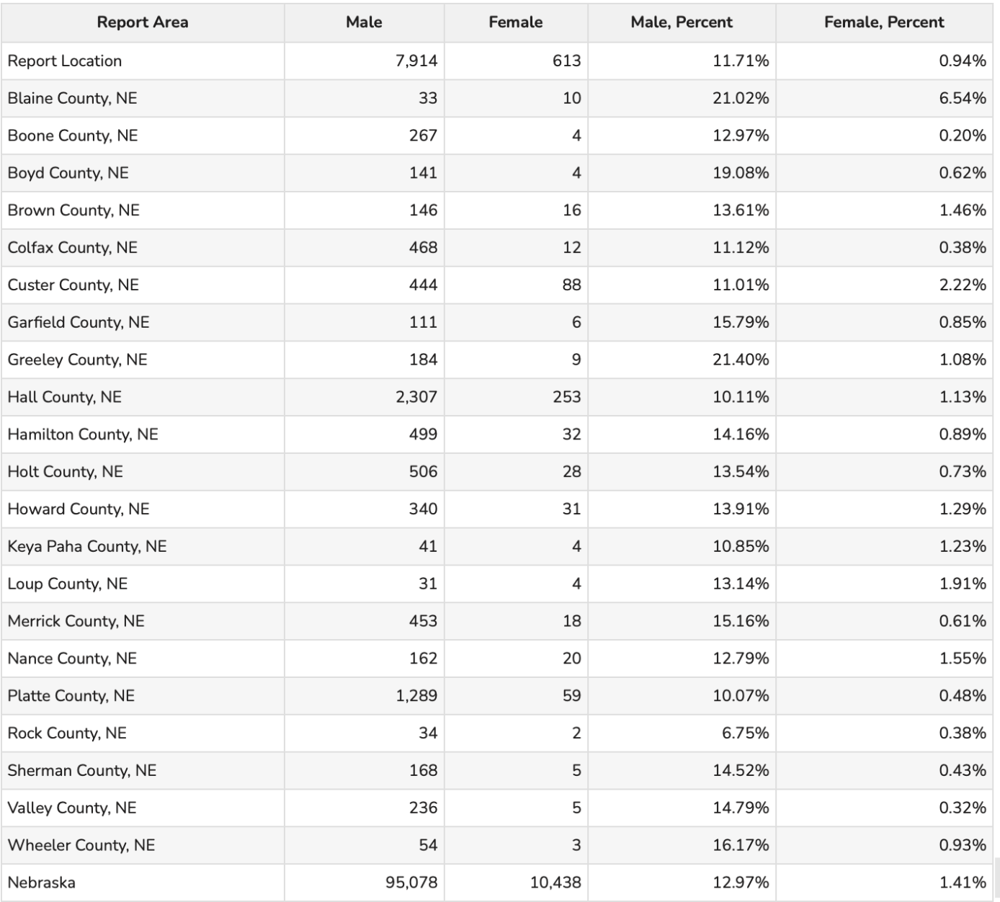 Report Area Male Female Male, Percent Female, Percent
Report Location 7,914 613 11.71% 0.94%
Blaine County, NE 33 10 21.02% 6.54%
Boone County, NE 267 4 12.97% 0.20%
Boyd County, NE 141 4 19.08% 0.62%
Brown County, NE 146 16 13.61% 1.46%
Colfax County, NE 468 12 11.12% 0.38%
Custer County, NE 444 88 11.01% 2.22%
Garfield County, NE 111 6 15.79% 0.85%
Greeley County, NE 184 9 21.40% 1.08%
Hall County, NE 2,307 253 10.11% 1.13%
Hamilton County, NE 499 32 14.16% 0.89%
Holt County, NE 506 28 13.54% 0.73%
Howard County, NE 340 31 13.91% 1.29%
Keya Paha County, NE 41 4 10.85% 1.23%
Loup County, NE 31 4 13.14% 1.91%
Merrick County, NE 453 18 15.16% 0.61%
Nance County, NE 162 20 12.79% 1.55%
Platte County, NE 1,289 59 10.07% 0.48%
Rock County, NE 34 2 6.75% 0.38%
Sherman County, NE 168 5 14.52% 0.43%
Valley County, NE 236 5 14.79% 0.32%
Wheeler County, NE 54 3 16.17% 0.93%
Nebraska 95,078 10,438 12.97% 1.41%